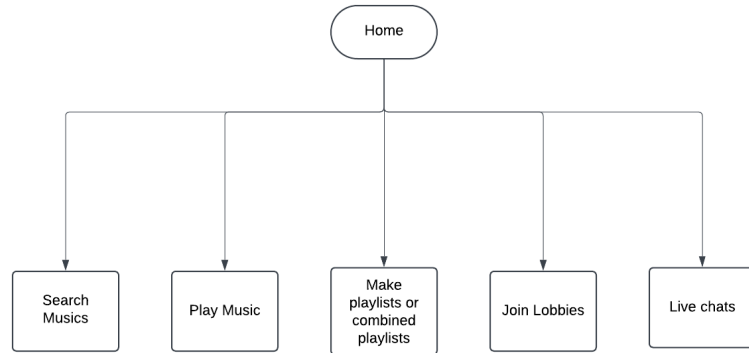 Home
Search
Musics
Play Music
Make
playlists or
combined
playlists
Join Lobbies
Live chats